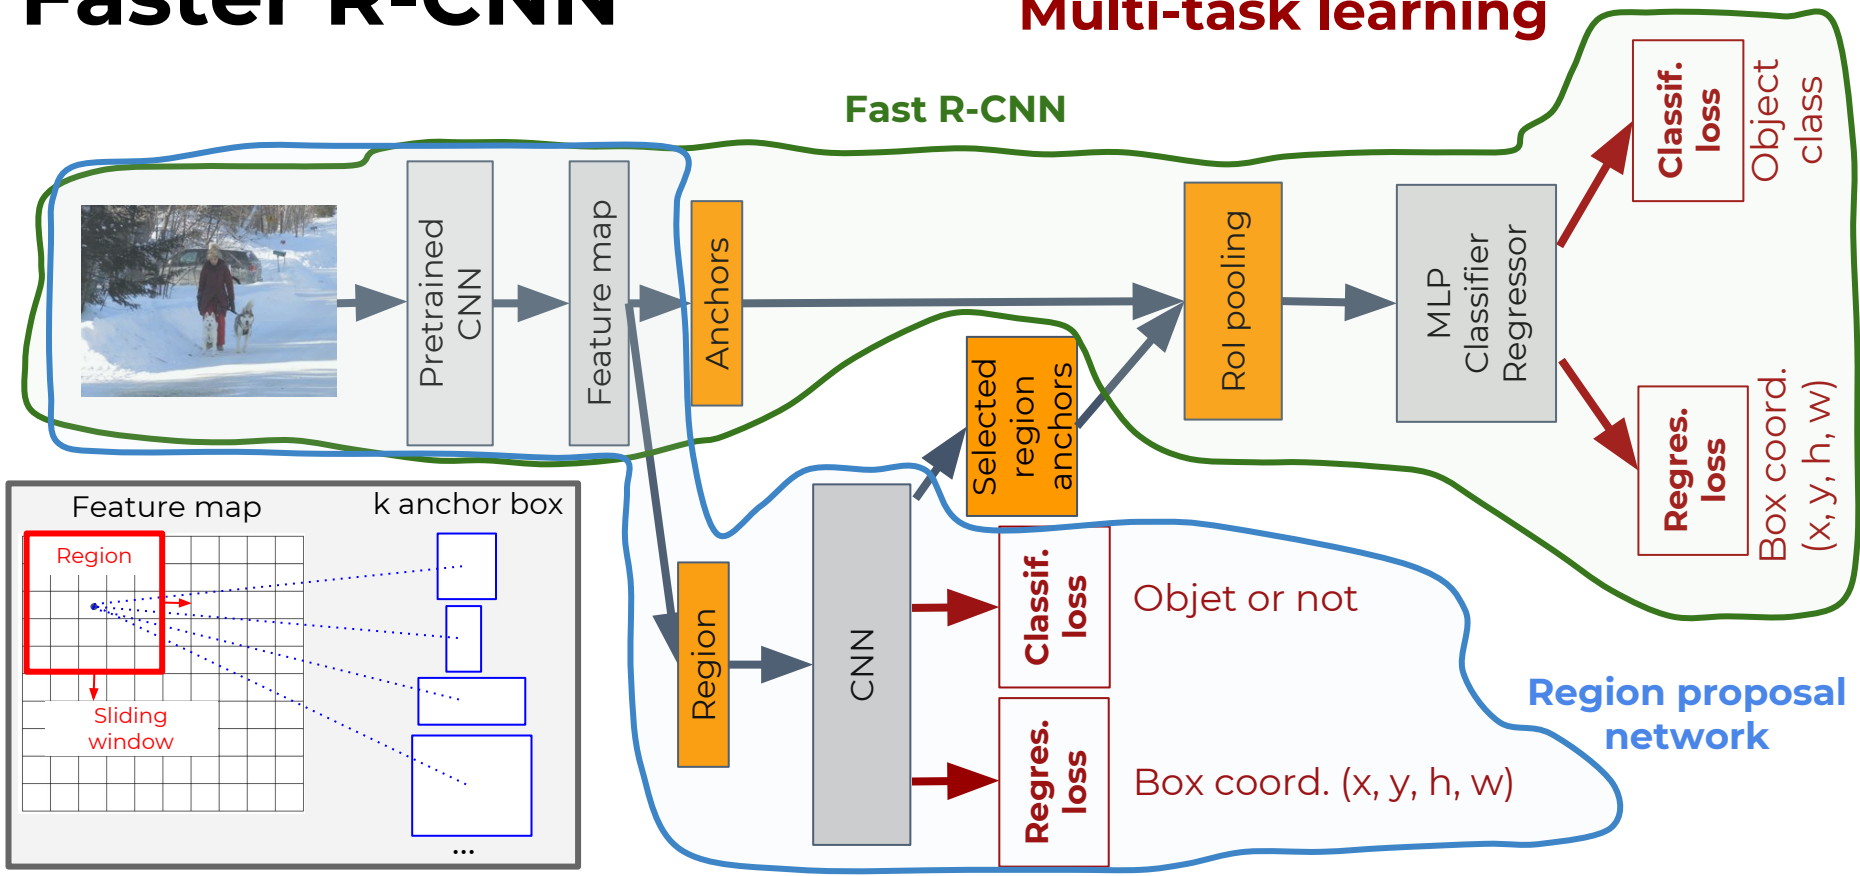 Faster R-CNN
Multi-task learning
Fast R-CNN
Pretrained
CNN
Feature map
Anchors
Selected
region
anchors
RoI pooling
MLP
Classifier
Regressor
Classif.
loss
Object
class
Regres.
loss
Box coord.
(x, y, h, w)
Region
CNN
Classif.
loss
Objet or not
Regres.
loss
Box coord. (x, y, h, w)
Region proposal
network
Feature map
k anchor box
Region
Sliding
window
...